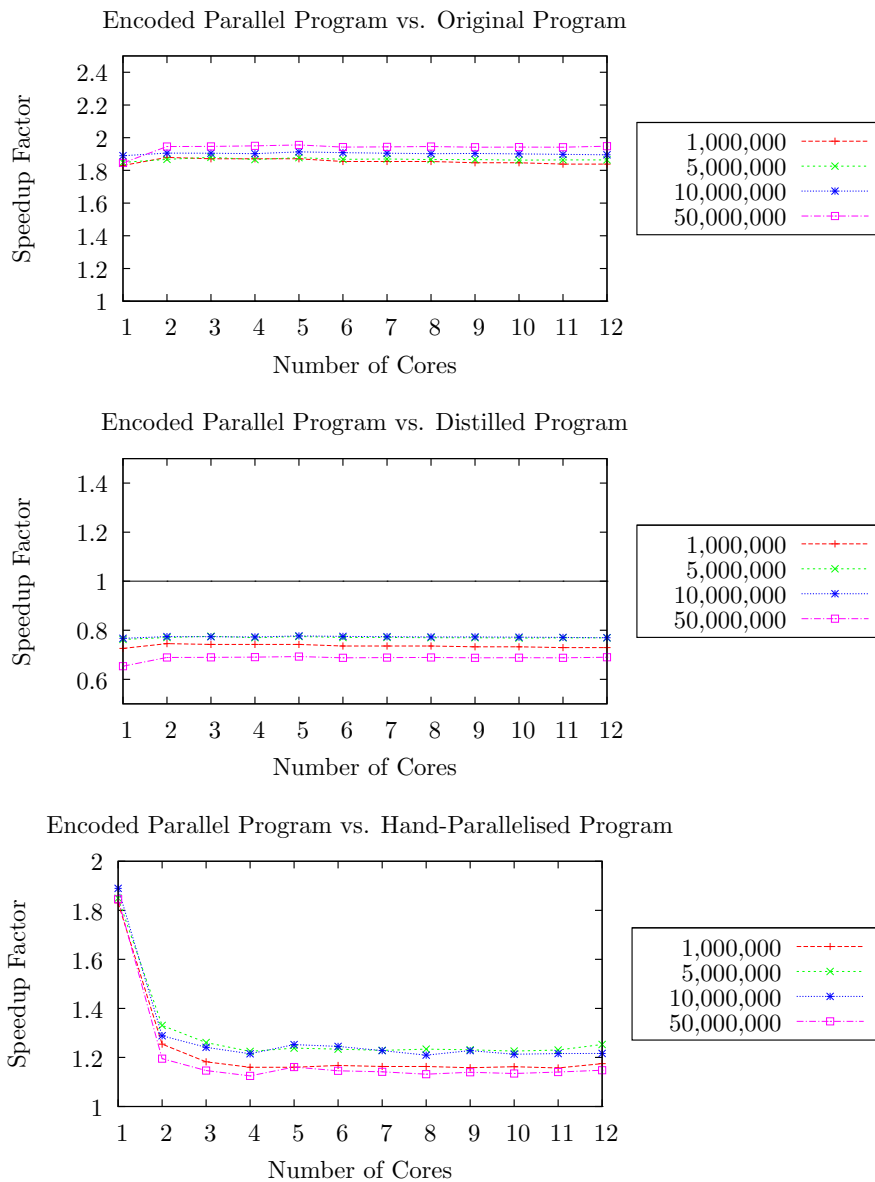 Encoded Parallel Program vs. Original Program
Speedup Factor
2.4
2.2
2
1.8
1.6
1.4
1.2
1
1 2 3 4 5 6 7 8 9 10 11 12
Number of Cores
1,000,000
5,000,000
10,000,000
50,000,000
Encoded Parallel Program vs. Distilled Program
Speedup Factor
1.4
1.2
1
0.8
0.6
1 2 3 4 5 6 7 8 9 10 11 12
Number of Cores
1,000,000
5,000,000
10,000,000
50,000,000
Encoded Parallel Program vs. Hand-Parallelised Program
Speedup Factor
2
1.8
1.6
1.4
1.2
1
1 2 3 4 5 6 7 8 9 10 11 12
Number of Cores
1,000,000
5,000,000
10,000,000
50,000,000